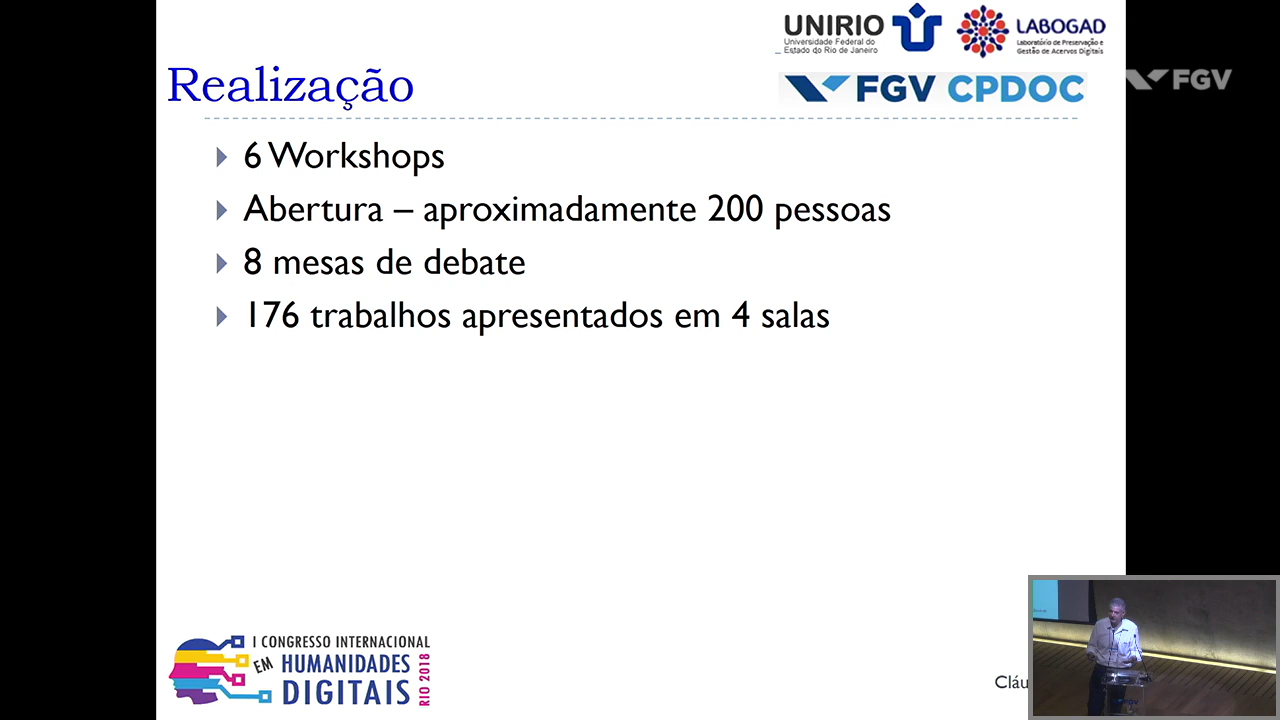 UNIRIO
Universidade Federal do
Estado do Rio de Janeiro
LABOGAD
Laboratório de Preservação e
Gestão de Acervos Digitais
Realização
FGV CPDOC
FGV
6 Workshops
Abertura – aproximadamente 200 pessoas
8 mesas de debate
176 trabalhos apresentados em 4 salas
I CONGRESSO INTERNACIONAL
EM HUMANIDADES
DIGITAIS
RIO 2018
FGV